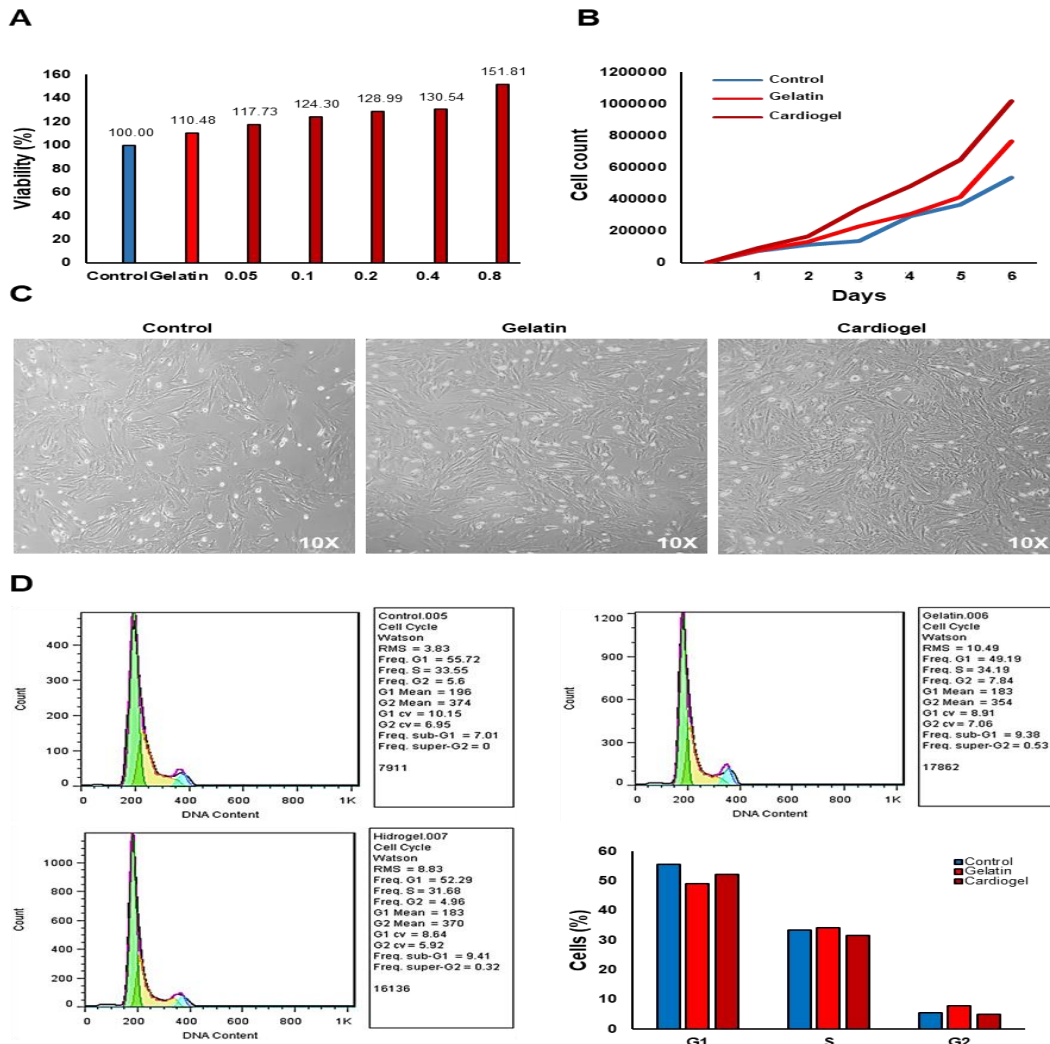 A
B
160
140
120
100
80
60
40
20
0
Viability (%)
100.00
110.48
117.73
124.30
128.99
130.54
151.81
Control Gelatin 0.05 0.1 0.2 0.4 0.8
1200000
1000000
800000
600000
400000
200000
0
Cell count
Control
Gelatin
Cardiogel
1 2 3 4 5 6
Days
C
Control
Gelatin
Cardiogel
10X
10X
10X
D
400
300
200
100
0
Count
0 200 400 600 800 1K
DNA Content
Control.005
Cell Cycle
Watson
RMS = 3.83
Freq. G1 = 55.72
Freq. S = 33.55
Freq. G2 = 5.6
G1 Mean = 196
G2 Mean = 374
G1 cv = 10.15
G2 cv = 6.95
Freq. sub-G1 = 7.01
Freq. super-G2 = 0
7911
1200
900
600
300
0
Count
0 200 400 600 800 1K
DNA Content
Gelatin.006
Cell Cycle
Watson
RMS = 10.49
Freq. G1 = 49.19
Freq. S = 34.19
Freq. G2 = 7.84
G1 Mean = 183
G2 Mean = 354
G1 cv = 8.91
G2 cv = 7.06
Freq. sub-G1 = 9.38
Freq. super-G2 = 0.53
17862
1000
800
600
400
200
0
Count
0 200 400 600 800 1K
DNA Content
Hidrogel.007
Cell Cycle
Watson
RMS = 8.83
Freq. G1 = 52.29
Freq. S = 31.68
Freq. G2 = 4.96
G1 Mean = 183
G2 Mean = 370
G1 cv = 8.64
G2 cv = 5.92
Freq. sub-G1 = 9.41
Freq. super-G2 = 0.32
16136
60
50
40
30
20
10
0
Cells (%)
Control
Gelatin
Cardiogel
G1 S G2